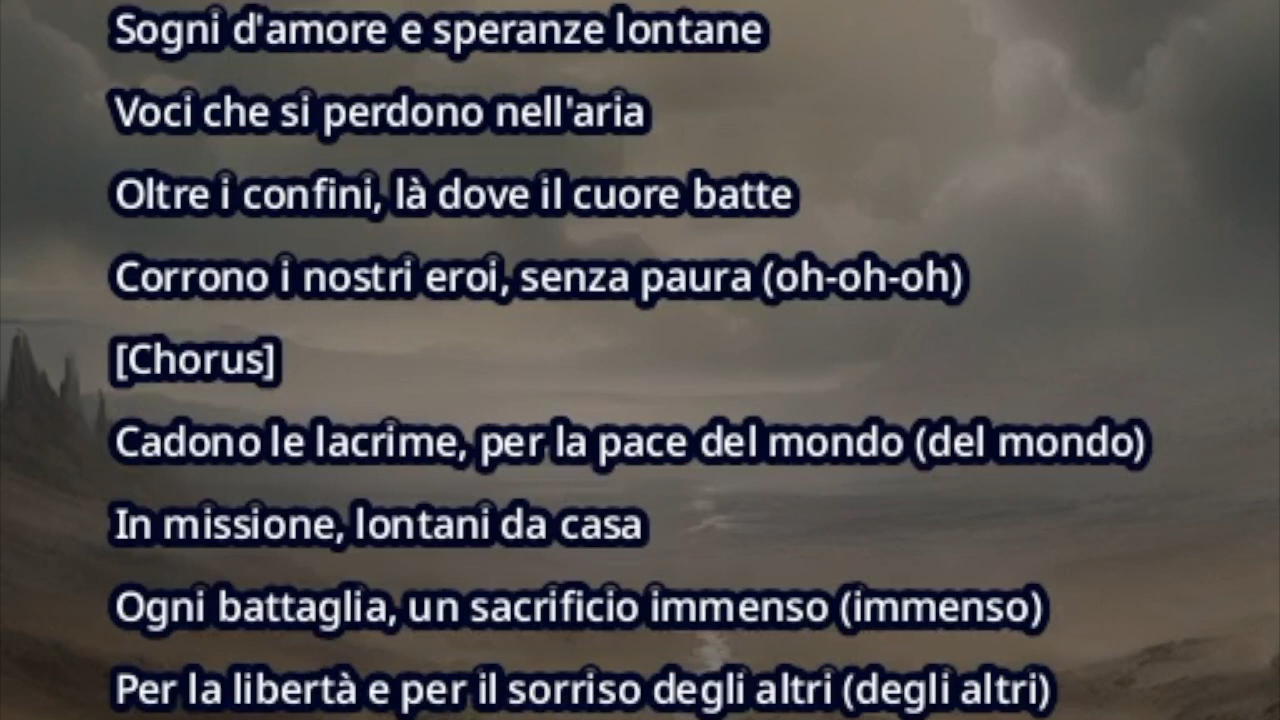 Sogni d'amore e speranze lontane
Voci che si perdono nell'aria
Oltre i confini, là dove il cuore batte
Corrono i nostri eroi, senza paura (oh-oh-oh)
[Chorus]
Cadono le lacrime, per la pace del mondo (del mondo)
In missione, lontani da casa
Ogni battaglia, un sacrificio immenso (immenso)
Per la libertà e per il sorriso degli altri (degli altri)